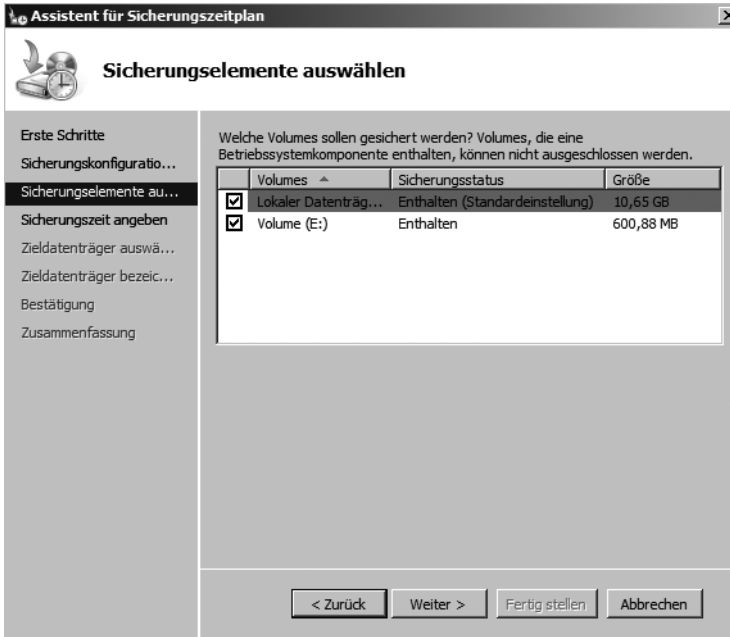 Assistent für Sicherungszeitplan
Sicherungselemente auswählen
Erste Schritte
Sicherungskonfiguratio...
Sicherungselemente au...
Sicherungszeit angeben
Zieldatenträger auswä...
Zieldatenträger bezeic...
Bestätigung
Zusammenfassung
Welche Volumes sollen gesichert werden? Volumes, die eine
Betriebssystemkomponente enthalten, können nicht ausgeschlossen werden.
Volumes Sicherungsstatus Größe
Lokaler Datenträg... Enthalten (Standardeinstellung) 10,65 GB
Volume (E:) Enthalten 600,88 MB
< Zurück Weiter > Fertig stellen Abbrechen